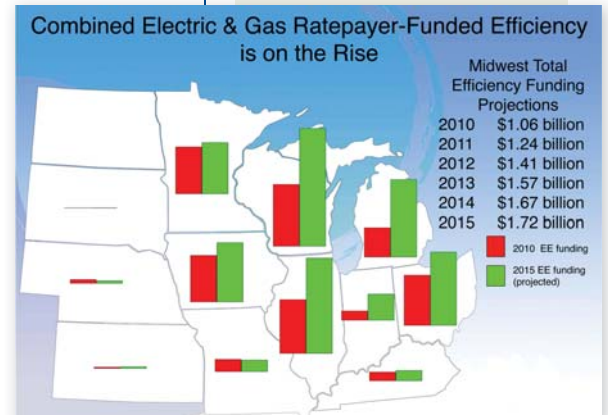 Combined Electric & Gas Ratepayer-Funded Efficiency
is on the Rise
Midwest Total
Efficiency Funding
Projections
2010 $1.06 billion
2011 $1.24 billion
2012 $1.41 billion
2013 $1.57 billion
2014 $1.67 billion
2015 $1.72 billion
2010 EE funding
2015 EE funding
(projected)